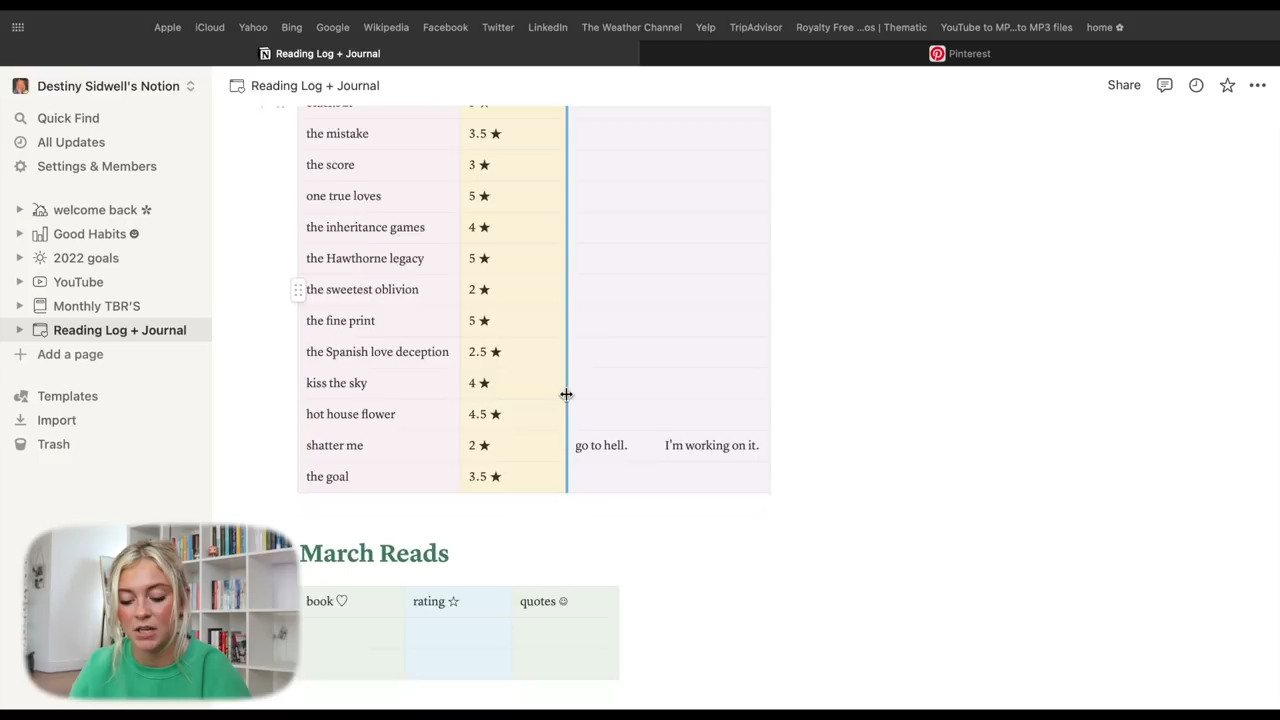 Apple iCloud Yahoo Bing Google Wikipedia Facebook Twitter LinkedIn The Weather Channel Yelp TripAdvisor Royalty Free ...os | Thematic YouTube to MP...to MP3 files home ✿
Reading Log + Journal Pinterest
Destiny Sidwell's Notion Reading Log + Journal Share
Quick Find
All Updates
Settings & Members
welcome back ✲
Good Habits ☻
2022 goals
YouTube
Monthly TBR'S
Reading Log + Journal
Add a page
Templates
Import
Trash
the mistake 3.5 ★
the score 3 ★
one true loves 5 ★
the inheritance games 4 ★
the Hawthorne legacy 5 ★
the sweetest oblivion 2 ★
the fine print 5 ★
the Spanish love deception 2.5 ★
kiss the sky 4 ★
hot house flower 4.5 ★
shatter me 2 ★ go to hell. I'm working on it.
the goal 3.5 ★
March Reads
book ♡ rating ☆ quotes ☺